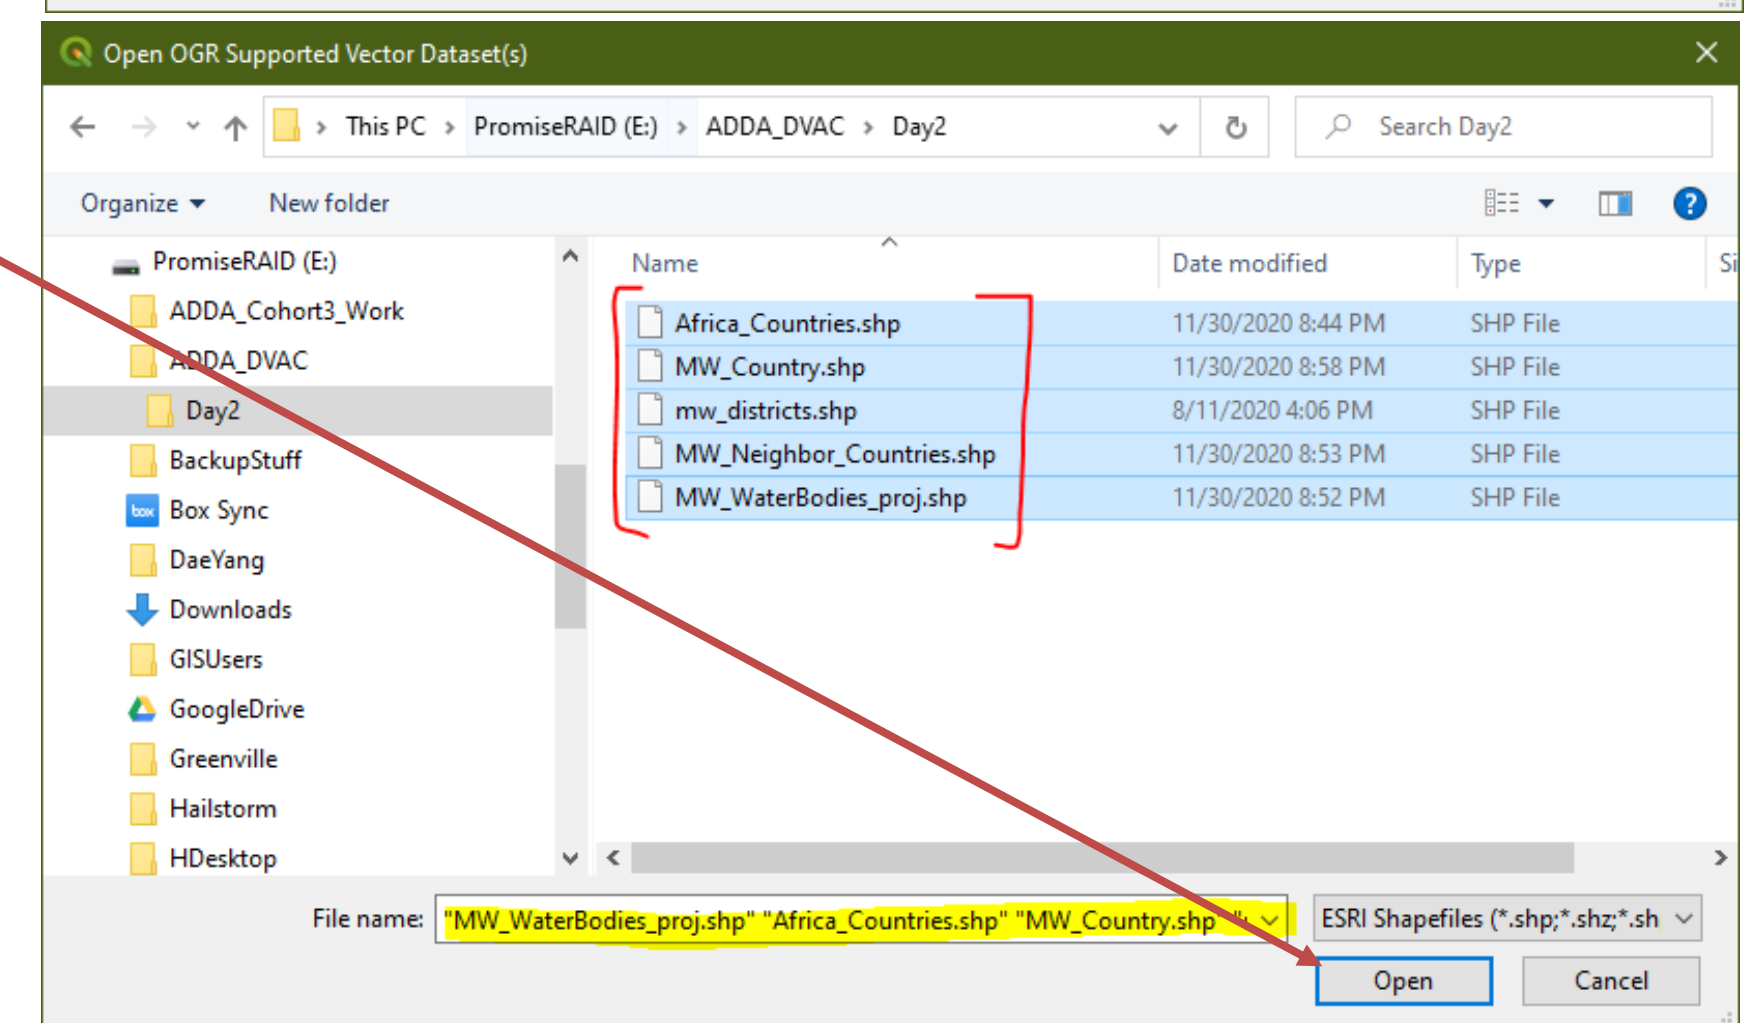 Open OGR Supported Vector Dataset(s)
This PC > PromiseRAID (E:) > ADDA_DVAC > Day2
Search Day2
Organize
New folder
PromiseRAID (E:)
ADDA_Cohort3_Work
ADDA_DVAC
Day2
BackupStuff
box Box Sync
DaeYang
Downloads
GISUsers
GoogleDrive
Greenville
Hailstorm
HDesktop
Name Date modified Type Si
Africa_Countries.shp 11/30/2020 8:44 PM SHP File
MW_Country.shp 11/30/2020 8:58 PM SHP File
mw_districts.shp 8/11/2020 4:06 PM SHP File
MW_Neighbor_Countries.shp 11/30/2020 8:53 PM SHP File
MW_WaterBodies_proj.shp 11/30/2020 8:52 PM SHP File
File name: "MW_WaterBodies_proj.shp" "Africa_Countries.shp" "MW_Country.shp"
ESRI Shapefiles (*.shp;*.shz;*.sh
Open
Cancel